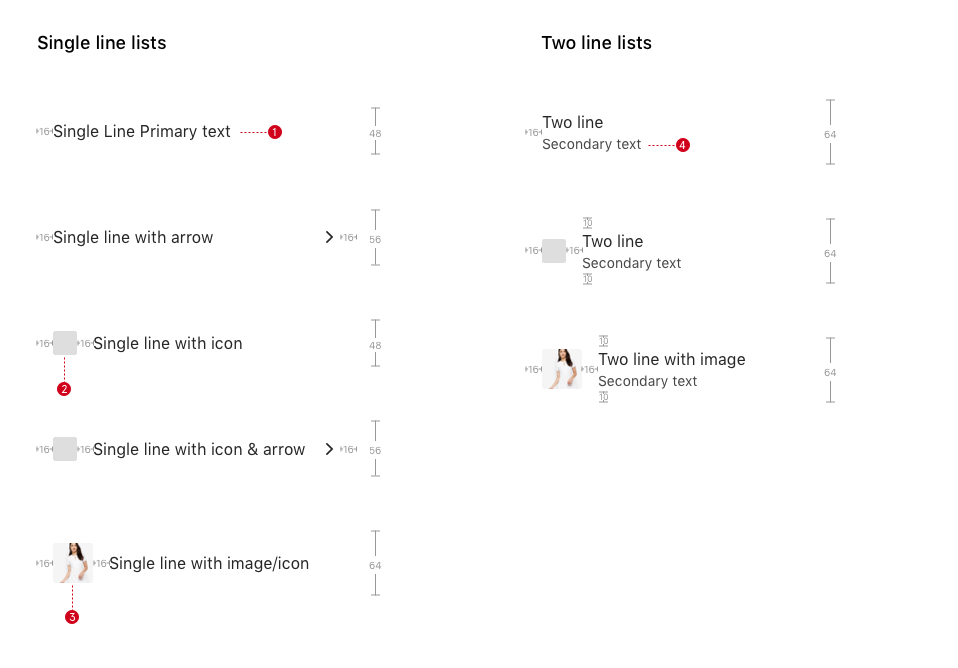 Single line lists
16 Single Line Primary text 1 48
16 Single line with arrow 16 56
16 16 Single line with icon 48
2
16 16 Single line with icon & arrow 16 56
16 16 Single line with image/icon 64
3
Two line lists
Two line
16 64
Secondary text 4
10
Two line
16 16 64
Secondary text
10
10
Two line with image
16 16 64
Secondary text
10